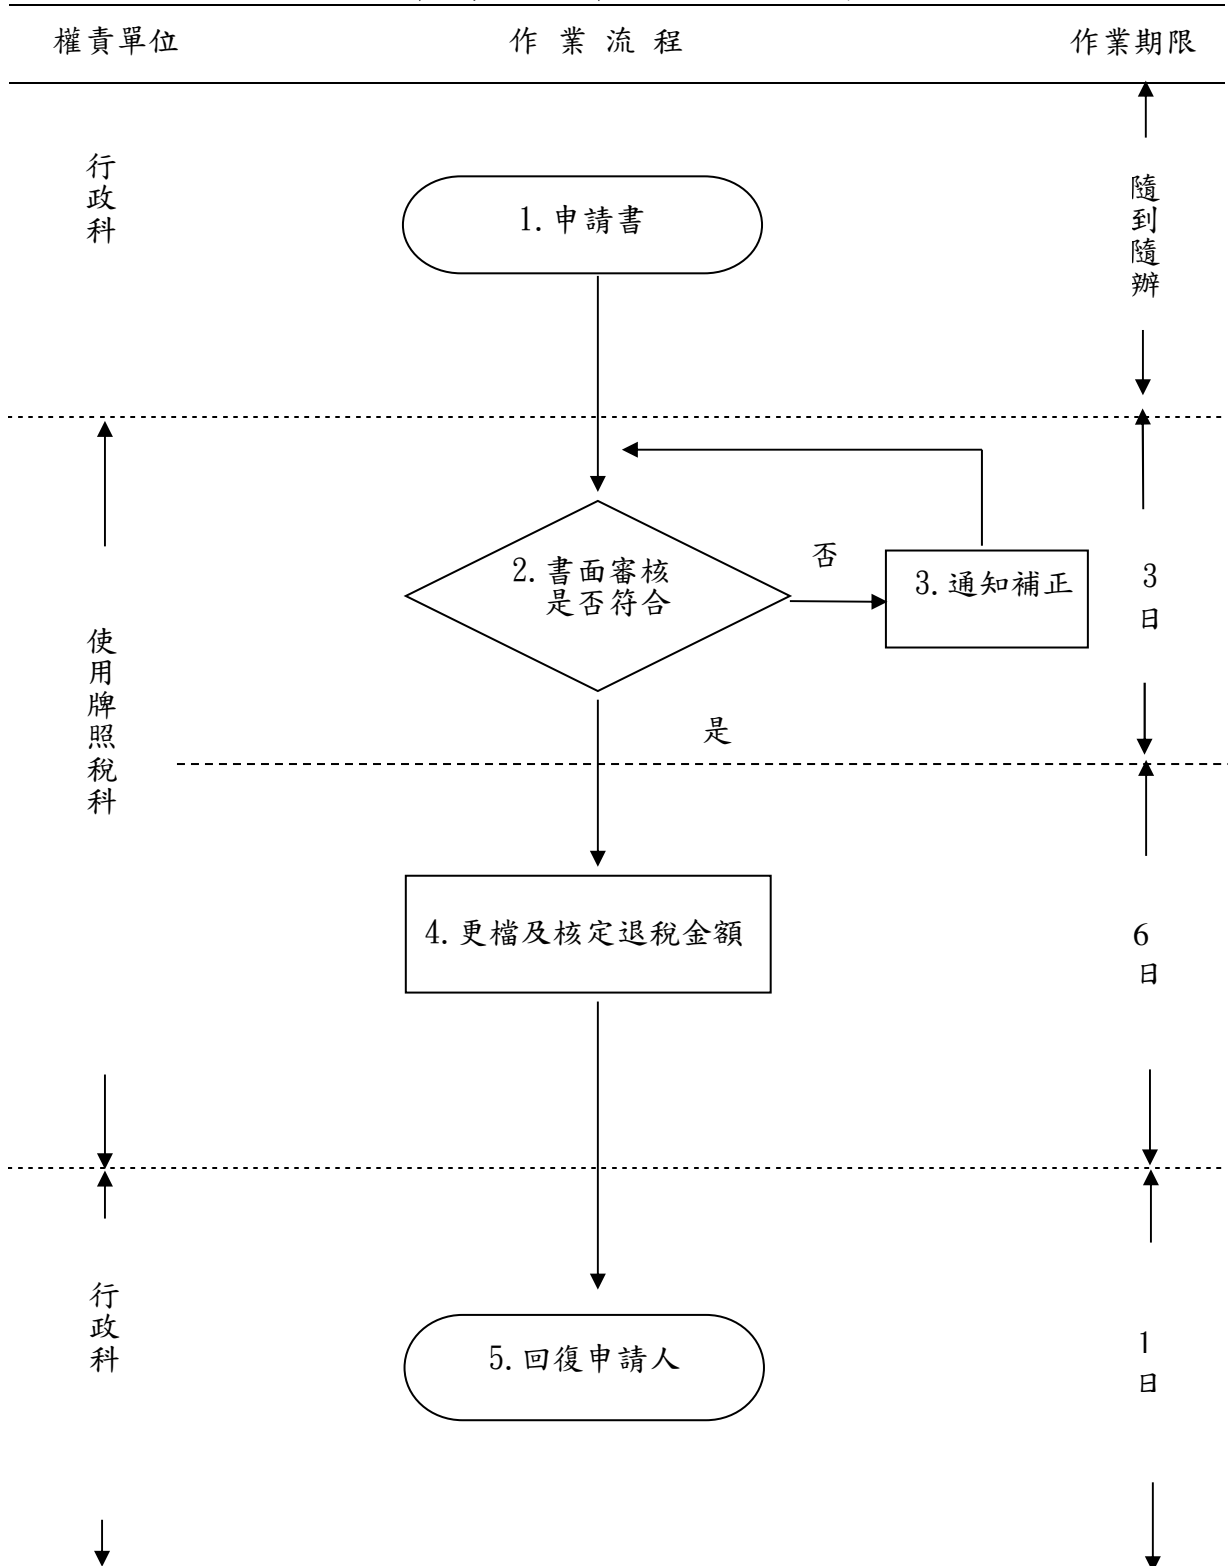 權責單位
作業流程
作業期限
行政科
1.申請書
隨到隨辦
使用牌照稅科
2.書面審核
是否符合
否
3.通知補正
3日
是
4.更檔及核定退稅金額
6日
行政科
5.回復申請人
1日